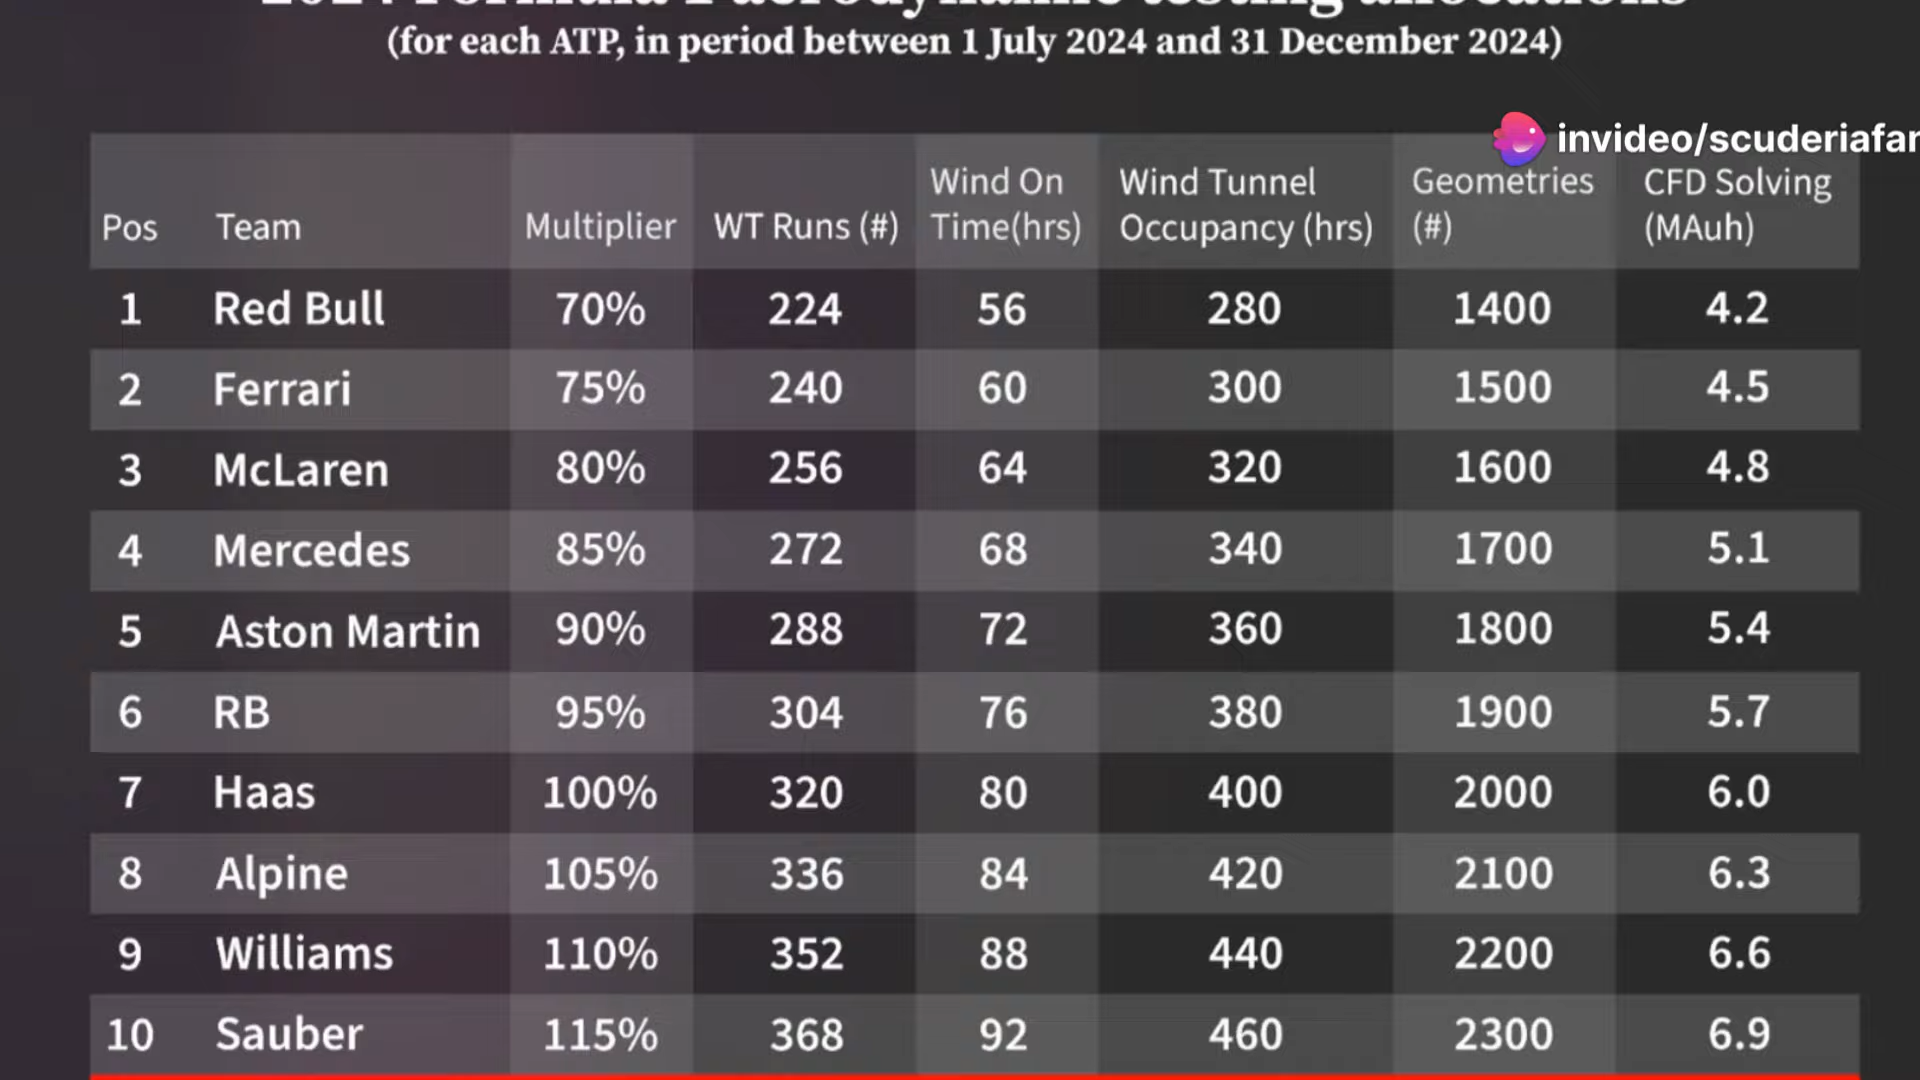 2024 Formula 1 aerodynamic testing allocations
(for each ATP, in period between 1 July 2024 and 31 December 2024)
invideo/scuderiafan
Pos Team Multiplier WT Runs (#) Wind On Time(hrs) Wind Tunnel Occupancy (hrs) Geometries (#) CFD Solving (MAuh)
1 Red Bull 70% 224 56 280 1400 4.2
2 Ferrari 75% 240 60 300 1500 4.5
3 McLaren 80% 256 64 320 1600 4.8
4 Mercedes 85% 272 68 340 1700 5.1
5 Aston Martin 90% 288 72 360 1800 5.4
6 RB 95% 304 76 380 1900 5.7
7 Haas 100% 320 80 400 2000 6.0
8 Alpine 105% 336 84 420 2100 6.3
9 Williams 110% 352 88 440 2200 6.6
10 Sauber 115% 368 92 460 2300 6.9